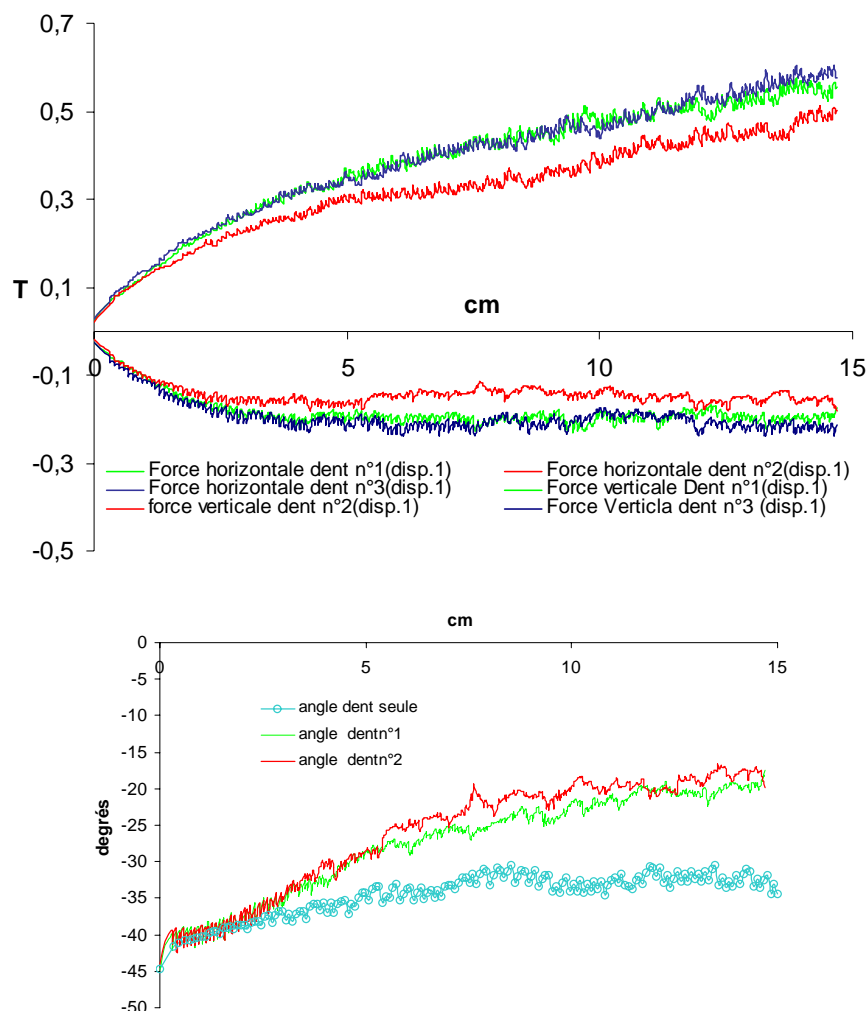 0,7
0,5
0,3
0,1
T
cm
0 5 10 15
-0,1
-0,3
Force horizontale dent n°1(disp.1) Force horizontale dent n°2(disp.1)
Force horizontale dent n°3(disp.1) Force verticale Dent n°1(disp.1)
force verticale dent n°2(disp.1) Force Verticla dent n°3 (disp.1)
-0,5
cm
0
0 5 10 15
-5
-10
angle dent seule
-15
angle dentn°1
angle dentn°2
-20
degrés
-25
-30
-35
-40
-45
-50